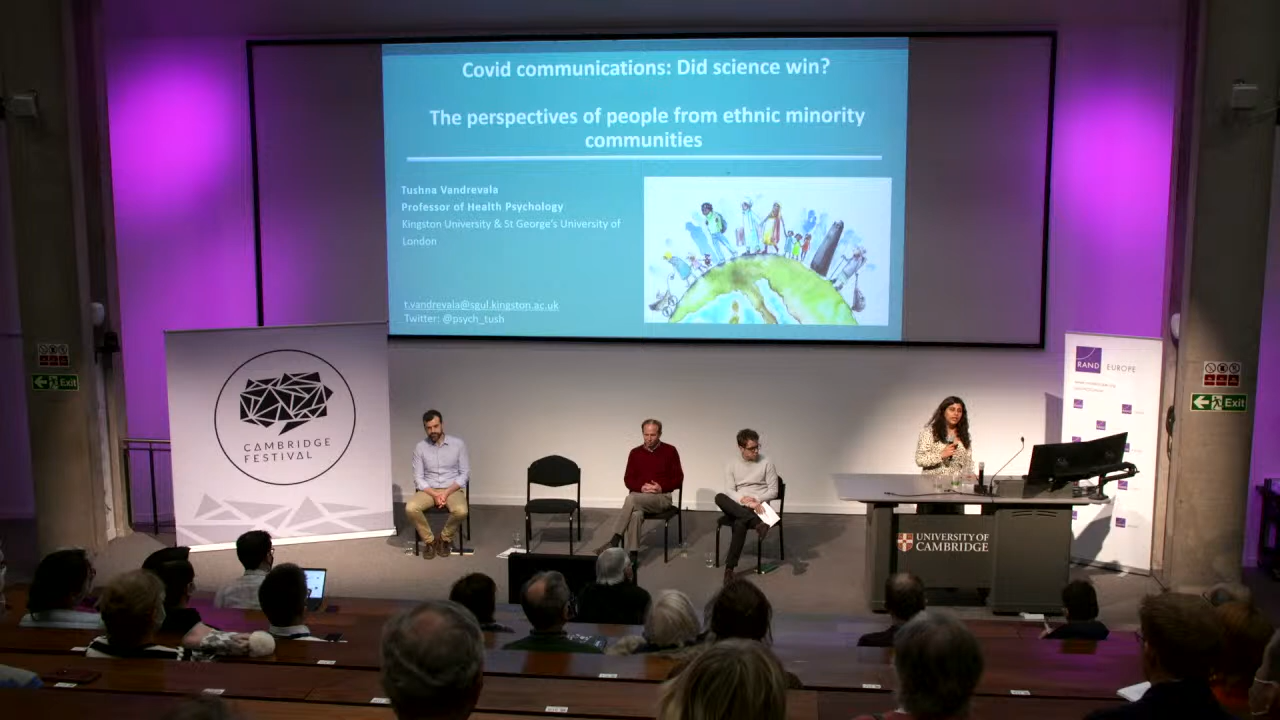 Covid communications: Did science win?
The perspectives of people from ethnic minority
communities
Tushna Vandrevala
Professor of Health Psychology
Kingston University & St George's University of
London
t.vandrevala@sgul.kingston.ac.uk
Twitter: @psych_tush
CAMBRIDGE
FESTIVAL
RAND EUROPE
Exit
Exit
UNIVERSITY OF
CAMBRIDGE